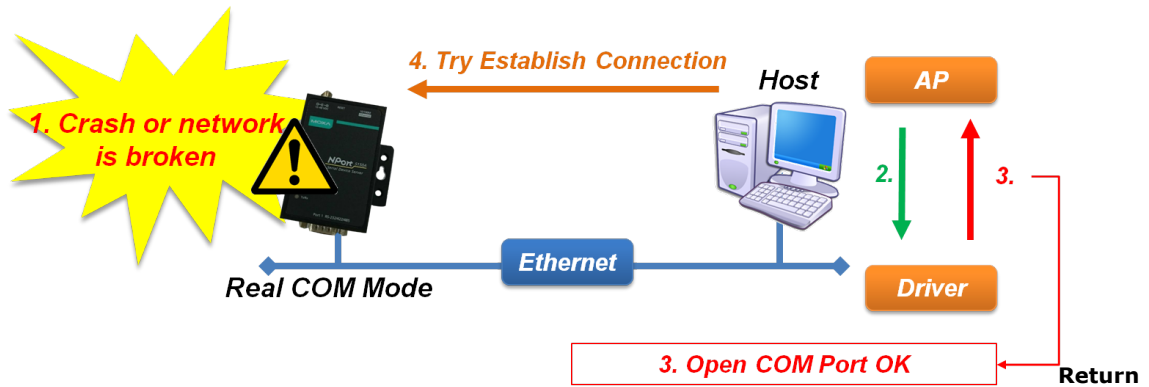 4. Try Establish Connection
Host
AP
1. Crash or network
is broken
NPort
2.
3.
Ethernet
Real COM Mode
Driver
3. Open COM Port OK
Return